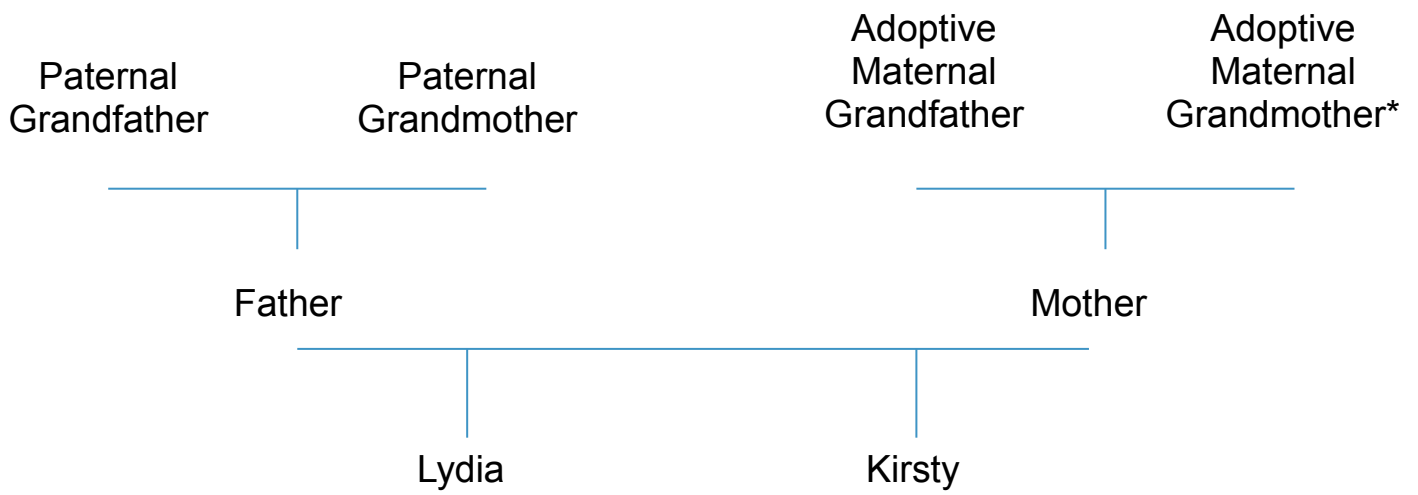 Paternal
Grandfather
Paternal
Grandmother
Adoptive
Maternal
Grandfather
Adoptive
Maternal
Grandmother*
Father
Mother
Lydia
Kirsty